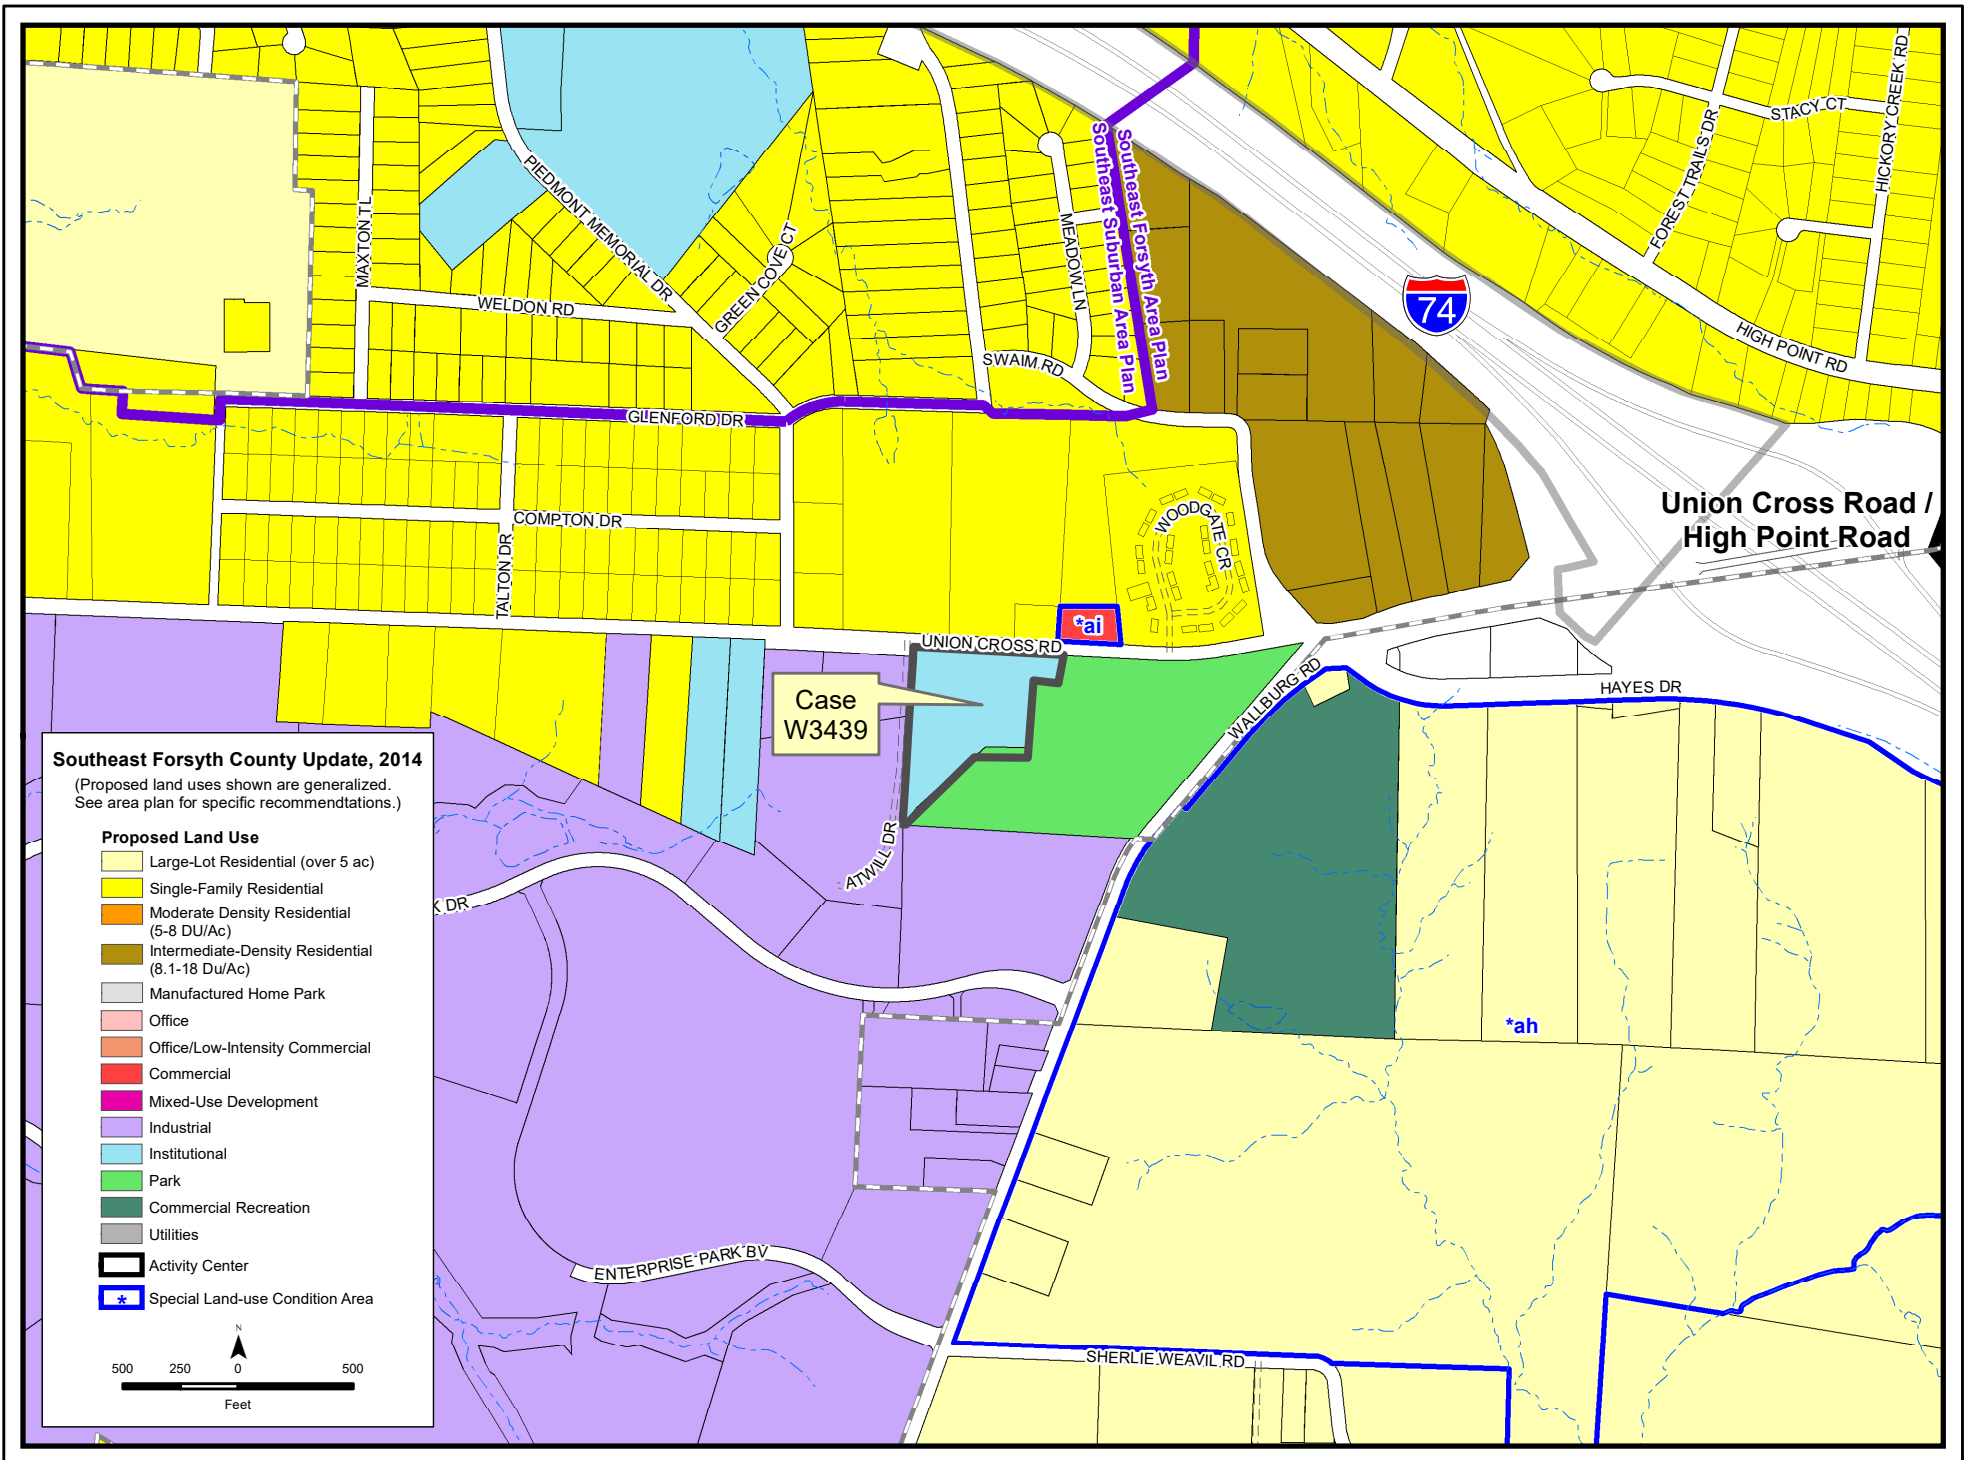 STACY CT
HICKORY CREEK RD
FOREST TRAILS DR
PIEDMONT MEMORIAL DR
MAXTON TL
GREEN COVE CT
MEADOW LN
Southeast Forsyth Area Plan
Southeast Suburban Area Plan
WELDON RD
74
HIGH POINT RD
SWAIM RD
GLENFORD DR
COMPTON DR
TALTON DR
WOODGATE CR
Union Cross Road /
High Point Road
*ai
UNION CROSS RD
WALLBURG RD
HAYES DR
Case
W3439
ATWILL DR
K DR
*ah
ENTERPRISE PARK BV
SHERLIE WEAVIL RD
Southeast Forsyth County Update, 2014
(Proposed land uses shown are generalized.
See area plan for specific recommendtations.)
Proposed Land Use
Large-Lot Residential (over 5 ac)
Single-Family Residential
Moderate Density Residential
(5-8 DU/Ac)
Intermediate-Density Residential
(8.1-18 Du/Ac)
Manufactured Home Park
Office
Office/Low-Intensity Commercial
Commercial
Mixed-Use Development
Industrial
Institutional
Park
Commercial Recreation
Utilities
Activity Center
* Special Land-use Condition Area
N
500 250 0 500
Feet